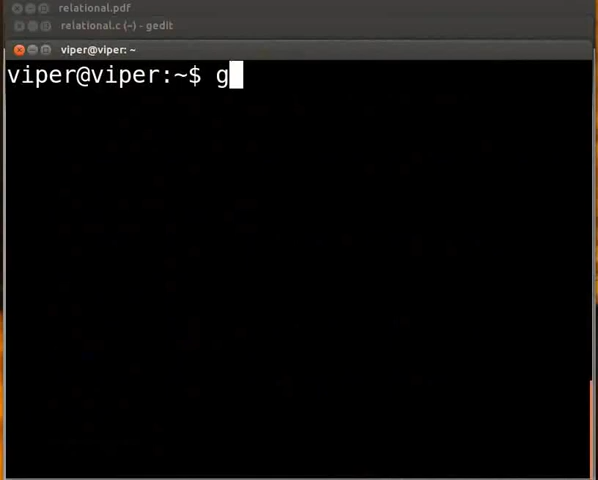 relational.pdf
relational.c (~) - gedit
viper@viper: ~
viper@viper:~$ g